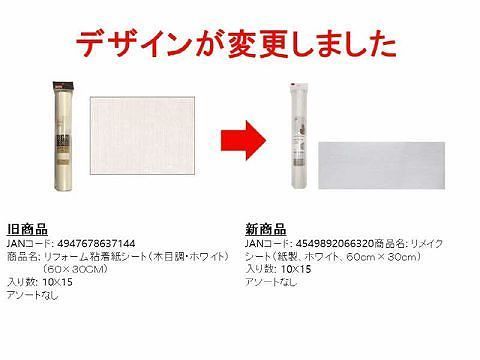 デザインが変更しました
旧商品
JANコード: 4947678637144
商品名: リフォーム粘着紙シート（木目調・ホワイト）
（６０×３０ＣＭ）
入り数: 10×15
アソートなし
新商品
JANコード: 4549892066320商品名: リメイク
シート（紙製、ホワイト、６０ｃｍ×３０ｃｍ）
入り数: 10×15
アソートなし